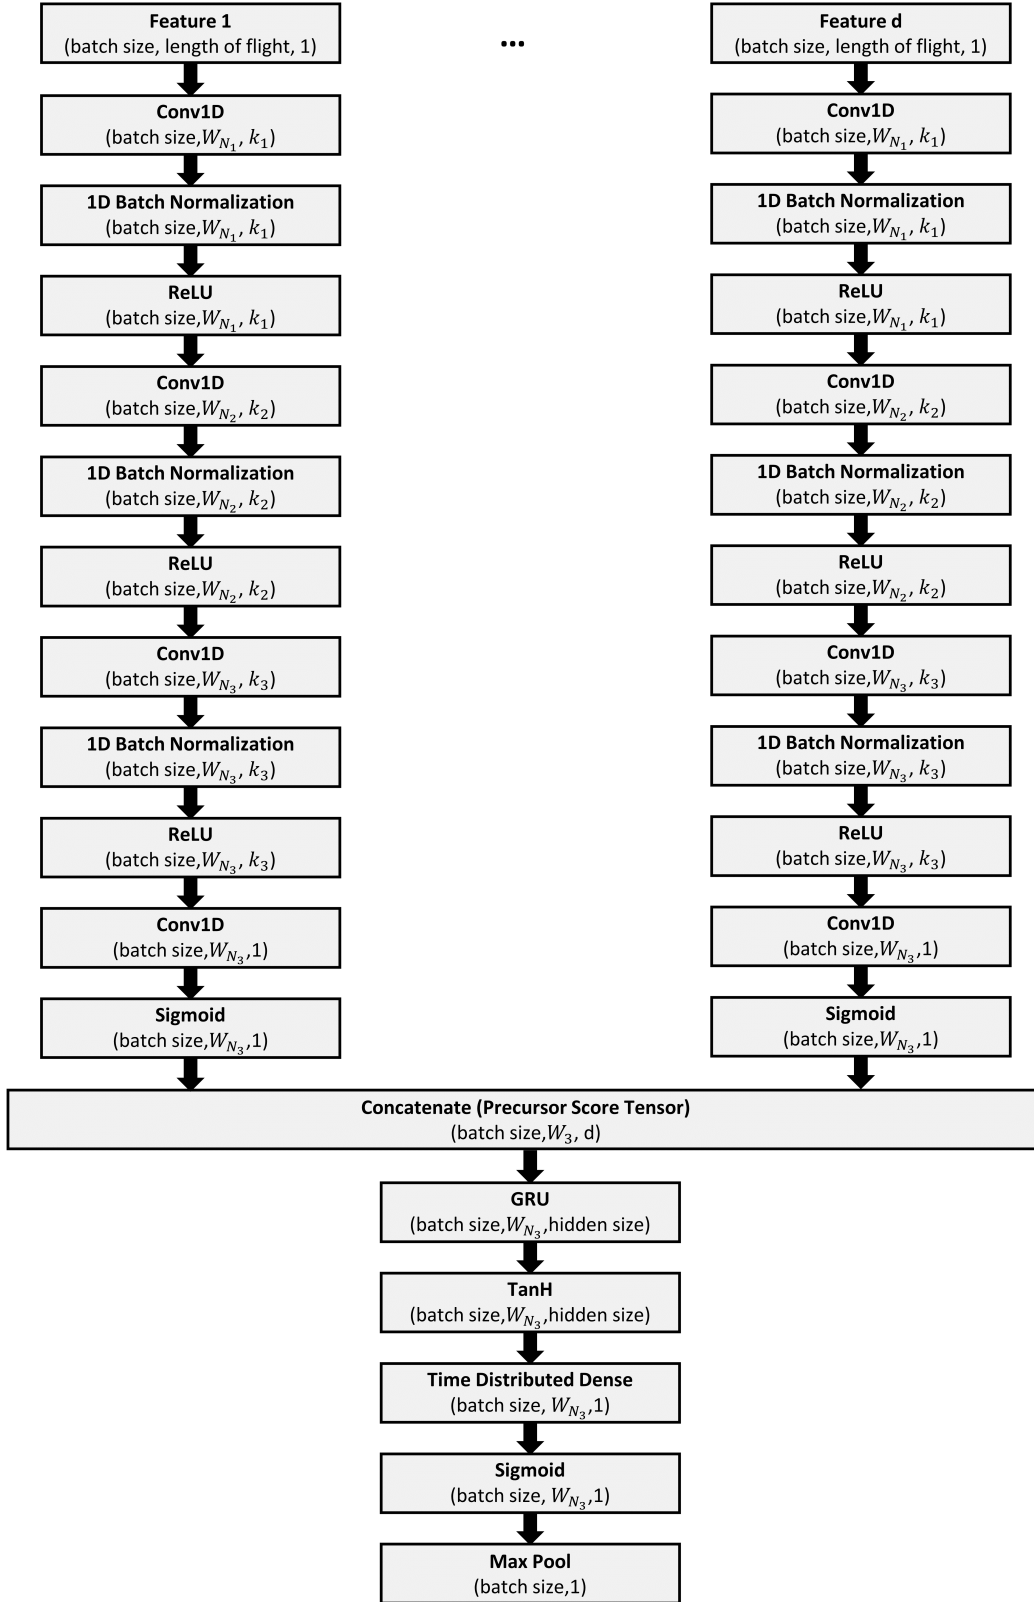 Feature 1
(batch size, length of flight, 1)
Conv1D
(batch size,W_{N_1}, k_1)
1D Batch Normalization
(batch size,W_{N_1}, k_1)
ReLU
(batch size,W_{N_1}, k_1)
Conv1D
(batch size,W_{N_2}, k_2)
1D Batch Normalization
(batch size,W_{N_2}, k_2)
ReLU
(batch size,W_{N_2}, k_2)
Conv1D
(batch size,W_{N_3}, k_3)
1D Batch Normalization
(batch size,W_{N_3}, k_3)
ReLU
(batch size,W_{N_3}, k_3)
Conv1D
(batch size,W_{N_3},1)
Sigmoid
(batch size,W_{N_3},1)
...
Feature d
(batch size, length of flight, 1)
Conv1D
(batch size,W_{N_1}, k_1)
1D Batch Normalization
(batch size,W_{N_1}, k_1)
ReLU
(batch size,W_{N_1}, k_1)
Conv1D
(batch size,W_{N_2}, k_2)
1D Batch Normalization
(batch size,W_{N_2}, k_2)
ReLU
(batch size,W_{N_2}, k_2)
Conv1D
(batch size,W_{N_3}, k_3)
1D Batch Normalization
(batch size,W_{N_3}, k_3)
ReLU
(batch size,W_{N_3}, k_3)
Conv1D
(batch size,W_{N_3},1)
Sigmoid
(batch size,W_{N_3},1)
Concatenate (Precursor Score Tensor)
(batch size,W_3, d)
GRU
(batch size,W_{N_3},hidden size)
TanH
(batch size,W_{N_3},hidden size)
Time Distributed Dense
(batch size, W_{N_3},1)
Sigmoid
(batch size, W_{N_3},1)
Max Pool
(batch size,1)